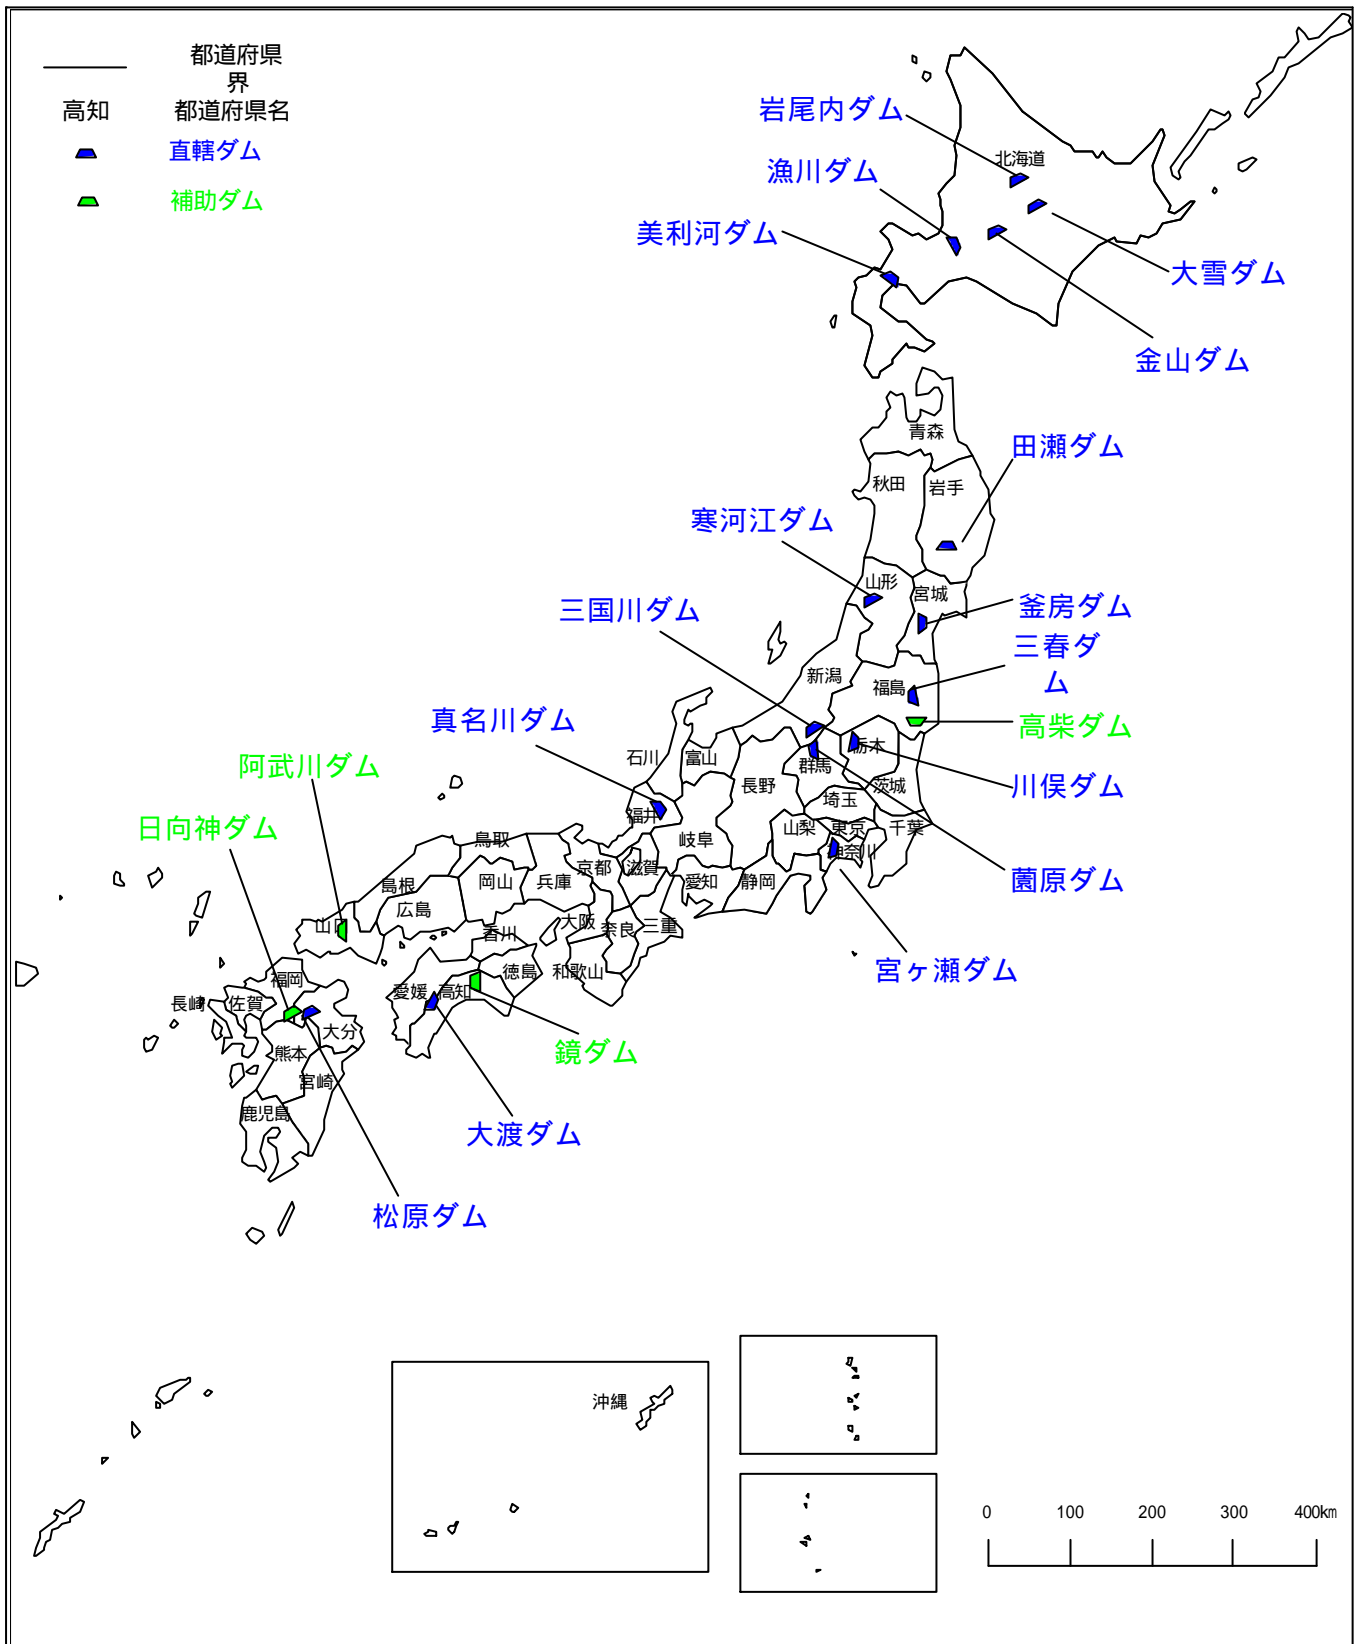 都道府県
界
高知 都道府県名
直轄ダム
補助ダム
岩尾内ダム
北海道
漁川ダム
美利河ダム
大雪ダム
金山ダム
青森
田瀬ダム
秋田
岩手
寒河江ダム
山形
宮城
釜房ダム
三国川ダム
三春ダ
ム
新潟
福島
高柴ダム
真名川ダム
石川
富山
栃木
群馬
阿武川ダム
長野
茨城
川俣ダム
埼玉
福井
日向神ダム
山梨
東京
千葉
鳥取
岐阜
神奈川
京都
滋賀
薗原ダム
島根
岡山
兵庫
愛知
静岡
広島
山口
大阪
奈良
三重
香川
宮ヶ瀬ダム
徳島
和歌山
福岡
愛媛
高知
長崎
佐賀
大分
熊本
鏡ダム
宮崎
鹿児島
大渡ダム
松原ダム
沖縄
0 100 200 300 400km